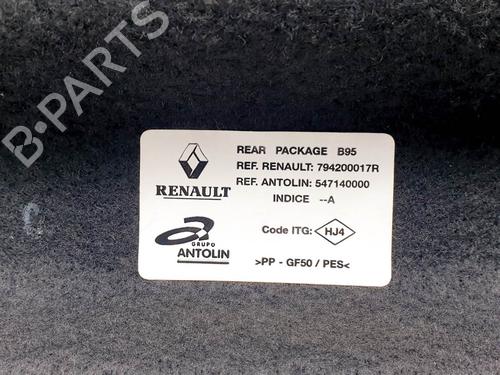 B-PARTS
REAR PACKAGE B95
REF. RENAULT: 794200017R
RENAULT
REF. ANTOLIN: 547140000
INDICE --A
GRUPO
ANTOLIN
Code ITG: HJ4
>PP - GF50 / PES<